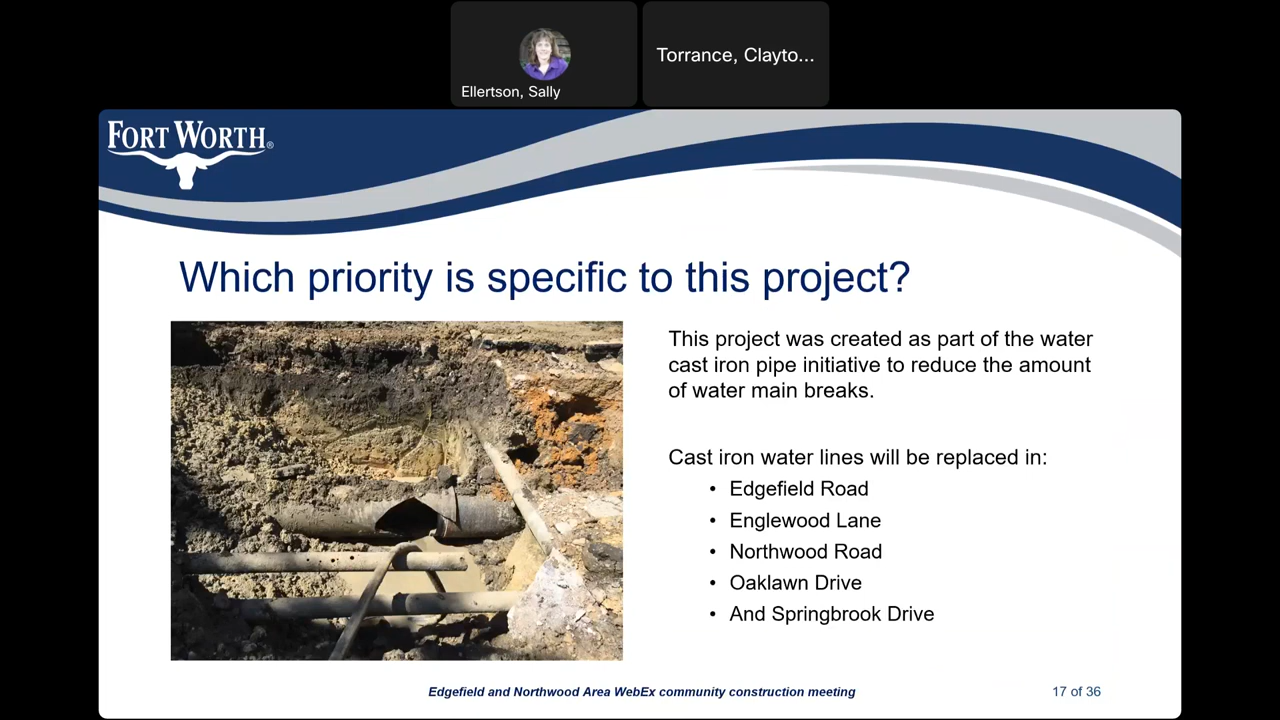 Ellertson, Sally
Torrance, Clayto...
FORT WORTH®
Which priority is specific to this project?
This project was created as part of the water
cast iron pipe initiative to reduce the amount
of water main breaks.
Cast iron water lines will be replaced in:
• Edgefield Road
• Englewood Lane
• Northwood Road
• Oaklawn Drive
• And Springbrook Drive
Edgefield and Northwood Area WebEx community construction meeting
17 of 36